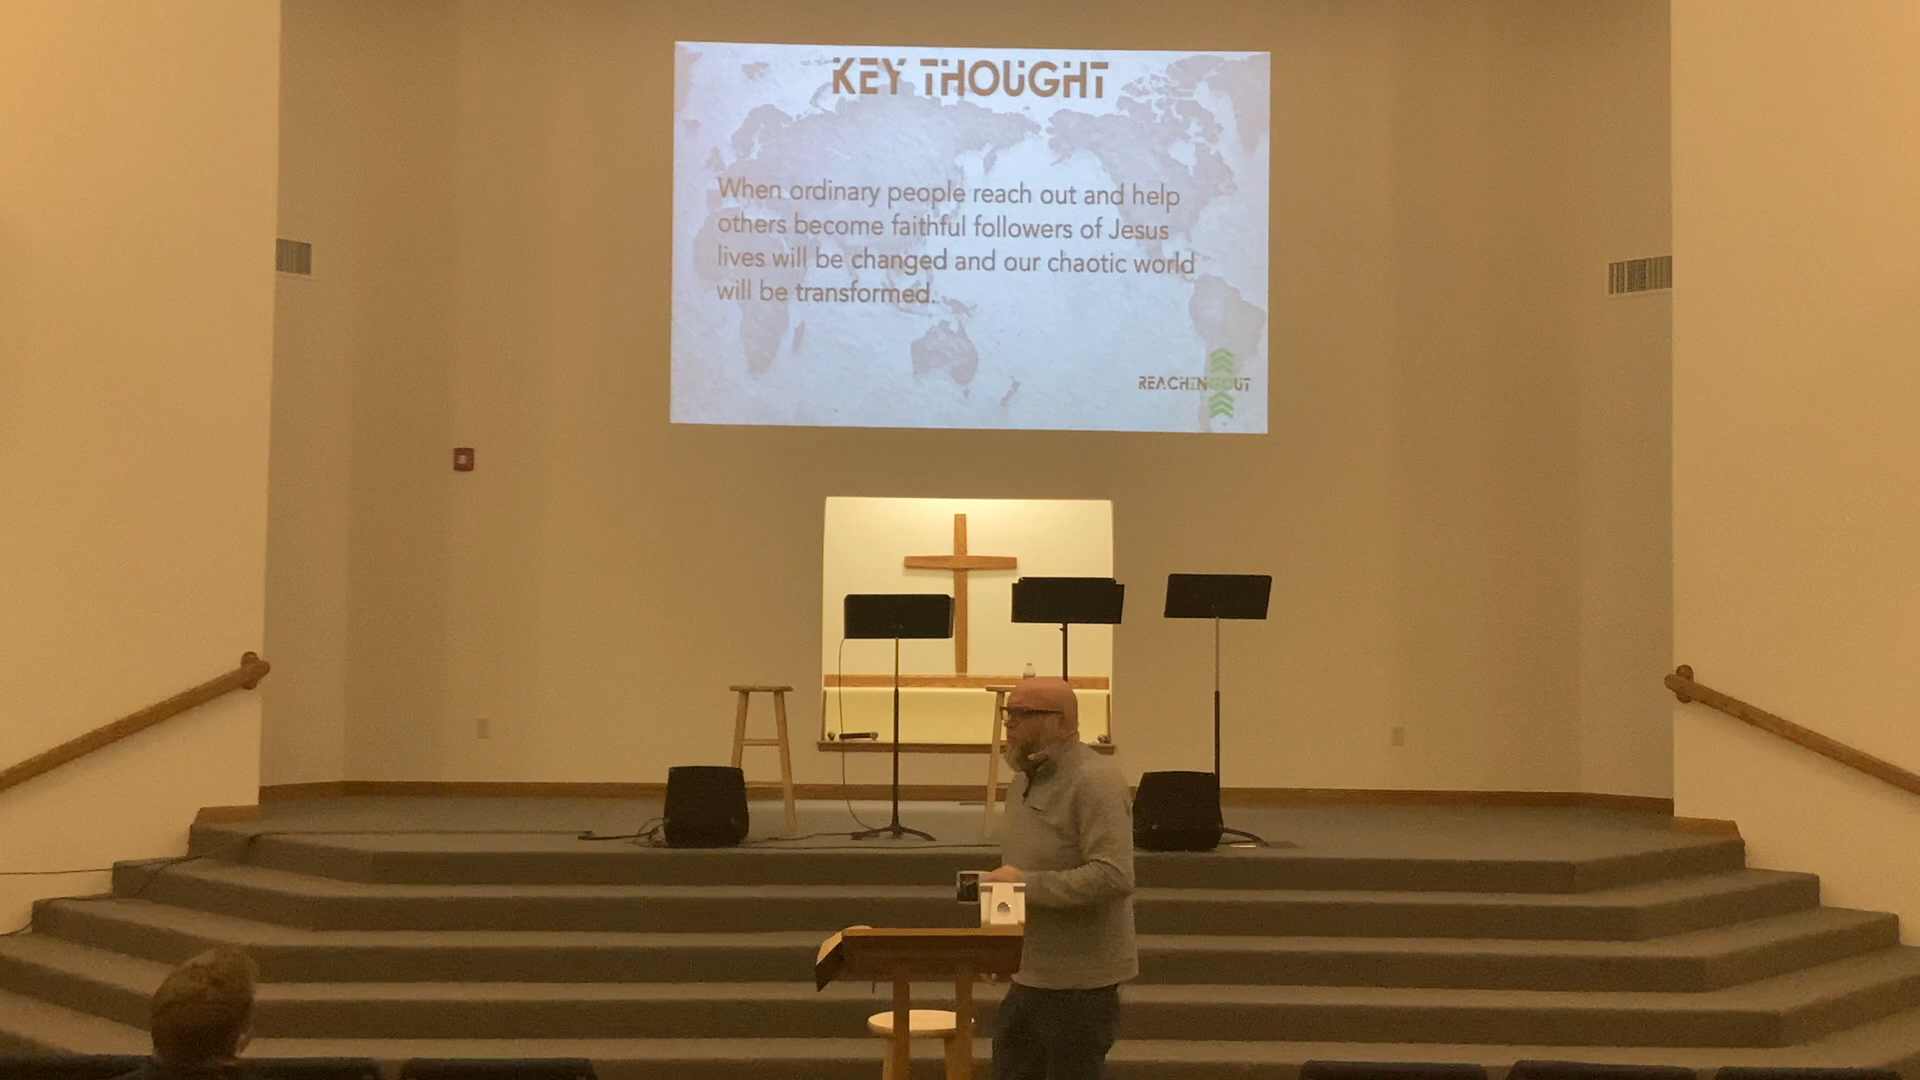 KEY THOUGHT
When ordinary people reach out and help
others become faithful followers of Jesus
lives will be changed and our chaotic world
will be transformed.
REACHINGOUT